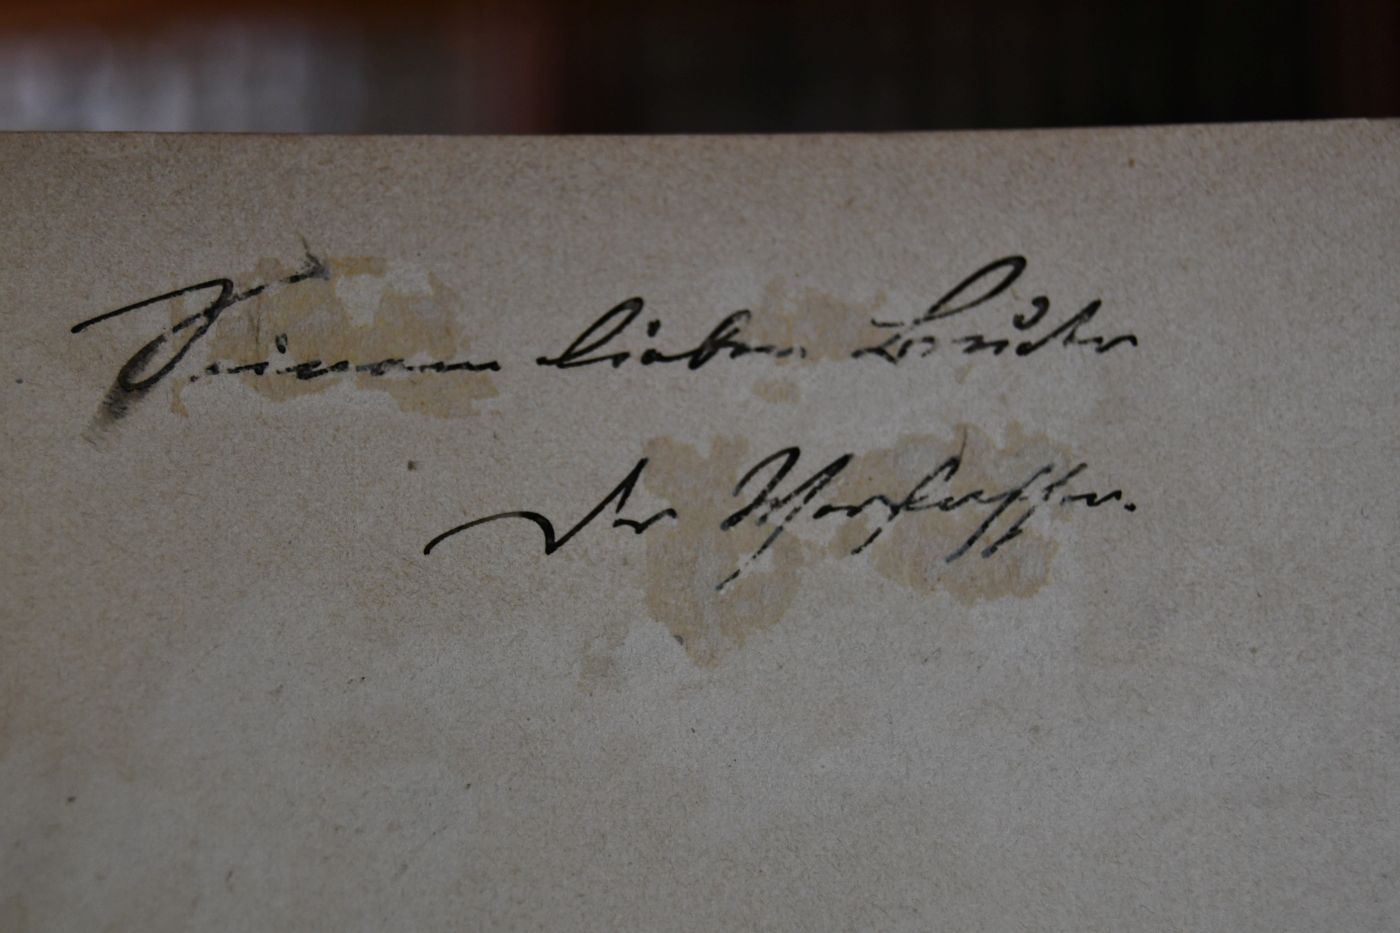 Seinem lieben Bruder
der Verfasser.